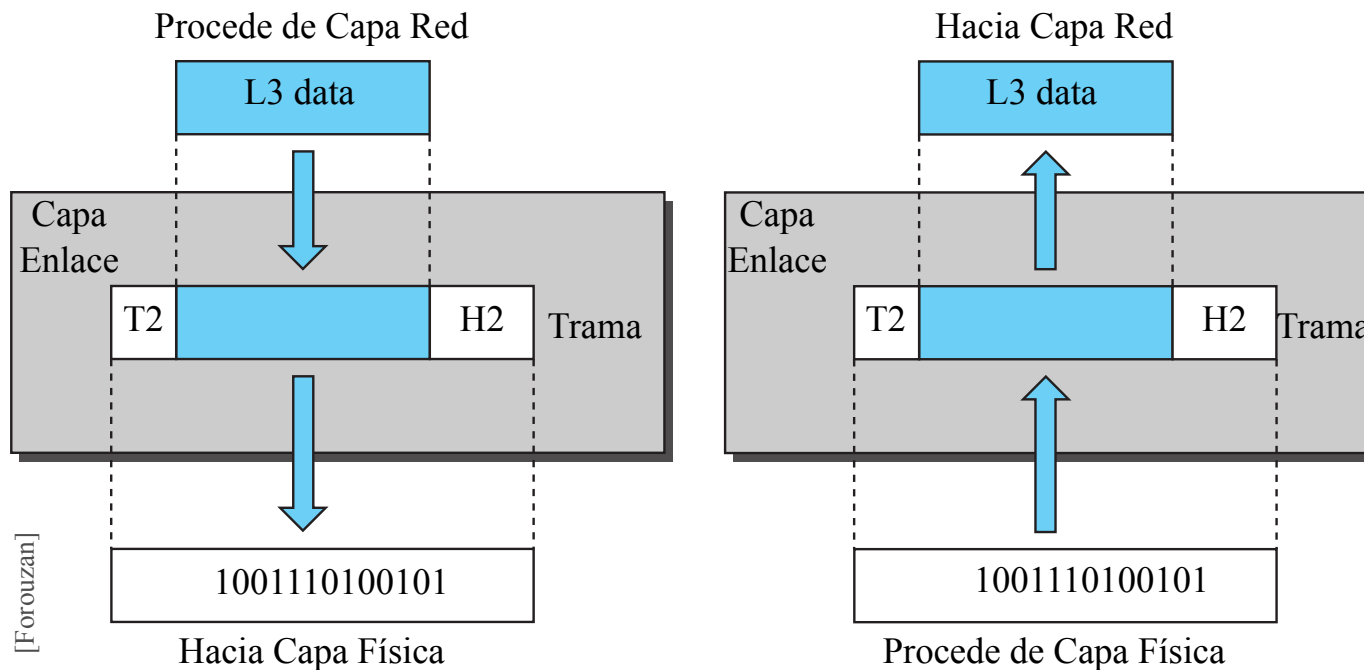 Procede de Capa Red
L3 data
Capa
Enlace
T2
H2
Trama
1001110100101
Hacia Capa Física
[Forouzan]
Hacia Capa Red
L3 data
Capa
Enlace
T2
H2
Trama
1001110100101
Procede de Capa Física